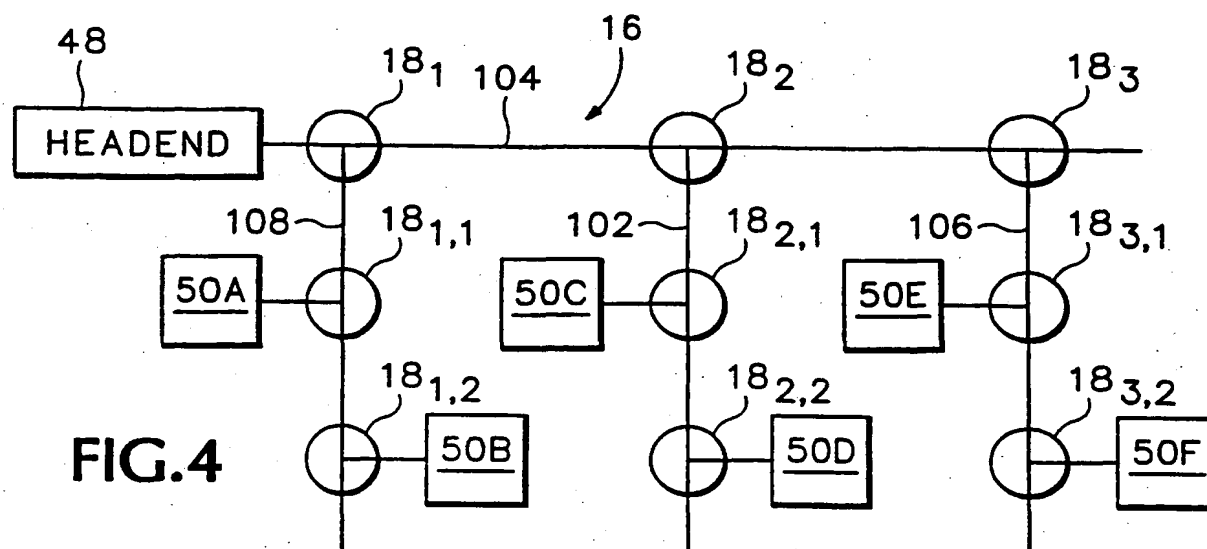 48
18₁
104
16
18₂
18₃
HEADEND
108
18₁,₁
102
18₂,₁
106
18₃,₁
50A
50C
50E
18₁,₂
18₂,₂
18₃,₂
FIG.4
50B
50D
50F